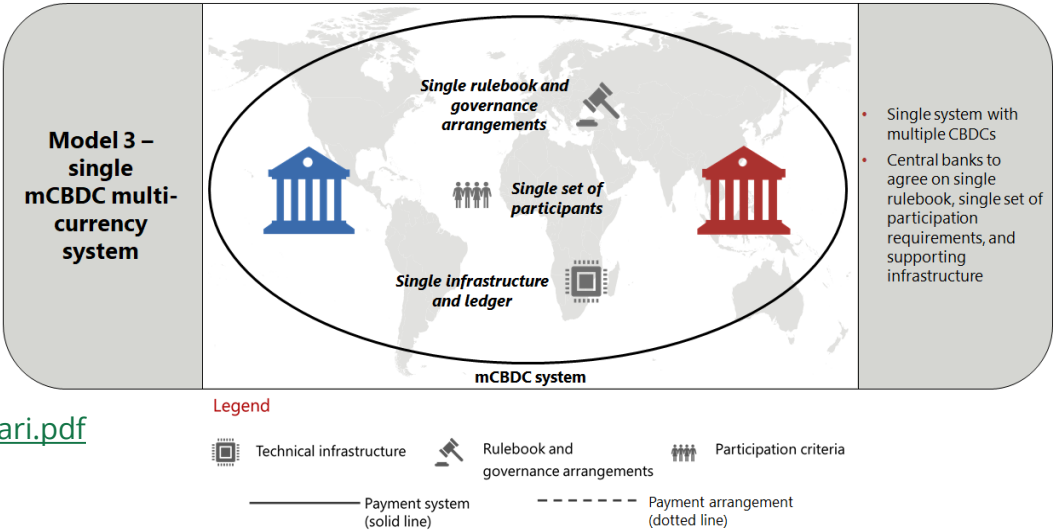 Model 3 –
single
mCBDC multi-
currency
system
Single rulebook and
governance
arrangements
Single set of
participants
Single infrastructure
and ledger
mCBDC system
• Single system with
multiple CBDCs
• Central banks to
agree on single
rulebook, single set of
participation
requirements, and
supporting
infrastructure
ari.pdf
Legend
Technical infrastructure
Rulebook and
governance arrangements
Participation criteria
Payment system
(solid line)
Payment arrangement
(dotted line)